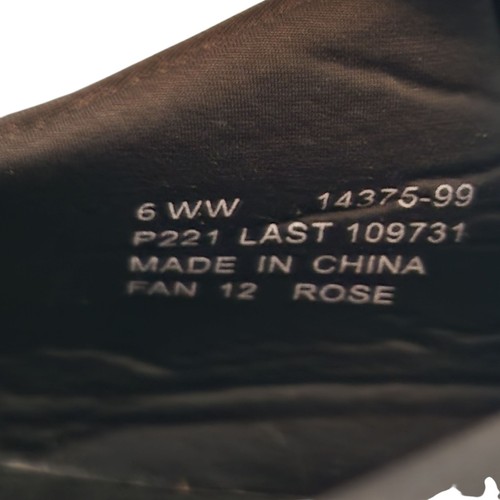 6 WW 14375-99
P221 LAST 109731
MADE IN CHINA
FAN 12 ROSE